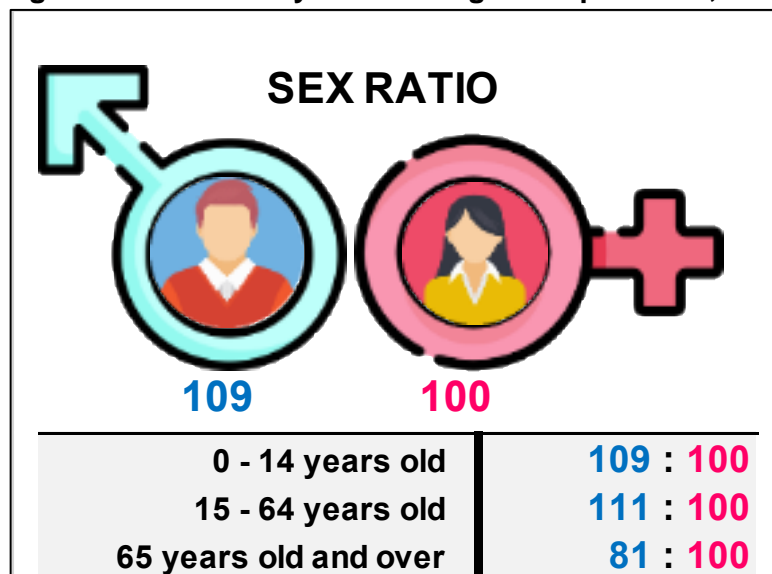 SEX RATIO
109 100
0 - 14 years old 109 : 100
15 - 64 years old 111 : 100
65 years old and over 81 : 100